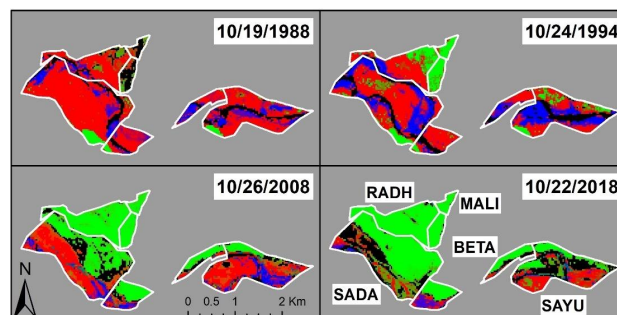 10/19/1988
10/24/1994
10/26/2008
10/22/2018
RADH
MALI
BETA
SADA
SAYU
N
0 0.5 1 2 Km